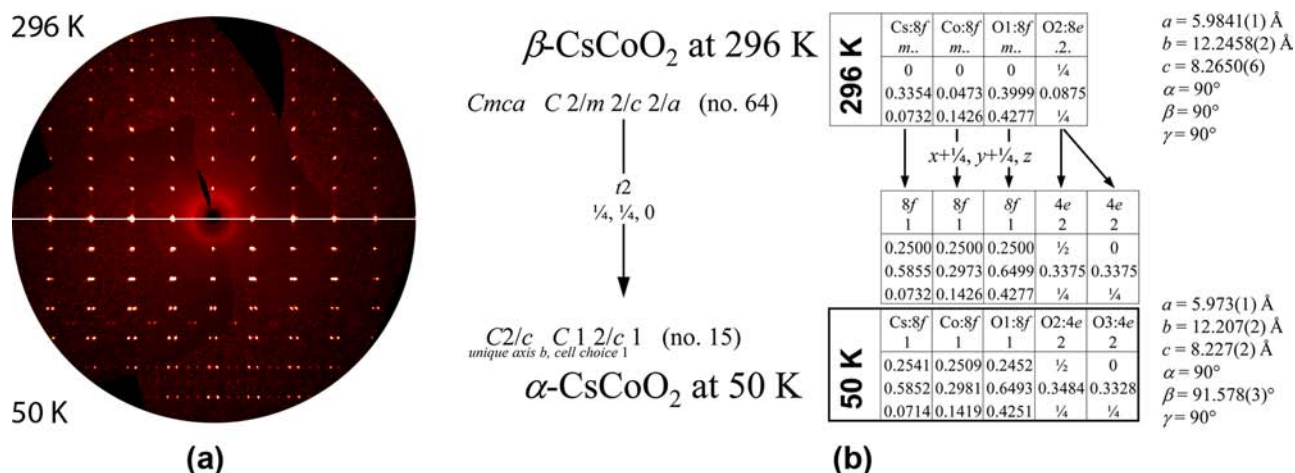 296 K
50 K
(a)
β-CsCoO₂ at 296 K
Cmca C 2/m 2/c 2/a (no. 64)
t2
¼, ¼, 0
C2/c C 1 2/c 1 (no. 15)
unique axis b, cell choice 1
α-CsCoO₂ at 50 K
296 K
Cs:8f Co:8f O1:8f O2:8e
m.. m.. m.. .2.
0 0 0 ¼
0.3354 0.0473 0.3999 0.0875
0.0732 0.1426 0.4277 ¼
x+¼, y+¼, z
8f 8f 8f 4e 4e
1 1 1 2 2
0.2500 0.2500 0.2500 ½ 0
0.5855 0.2973 0.6499 0.3375 0.3375
0.0732 0.1426 0.4277 ¼ ¼
50 K
Cs:8f Co:8f O1:8f O2:4e O3:4e
1 1 1 2 2
0.2541 0.2509 0.2452 ½ 0
0.5852 0.2981 0.6493 0.3484 0.3328
0.0714 0.1419 0.4251 ¼ ¼
a = 5.9841(1) Å
b = 12.2458(2) Å
c = 8.2650(6)
α = 90°
β = 90°
γ = 90°
a = 5.973(1) Å
b = 12.207(2) Å
c = 8.227(2) Å
α = 90°
β = 91.578(3)°
γ = 90°
(b)